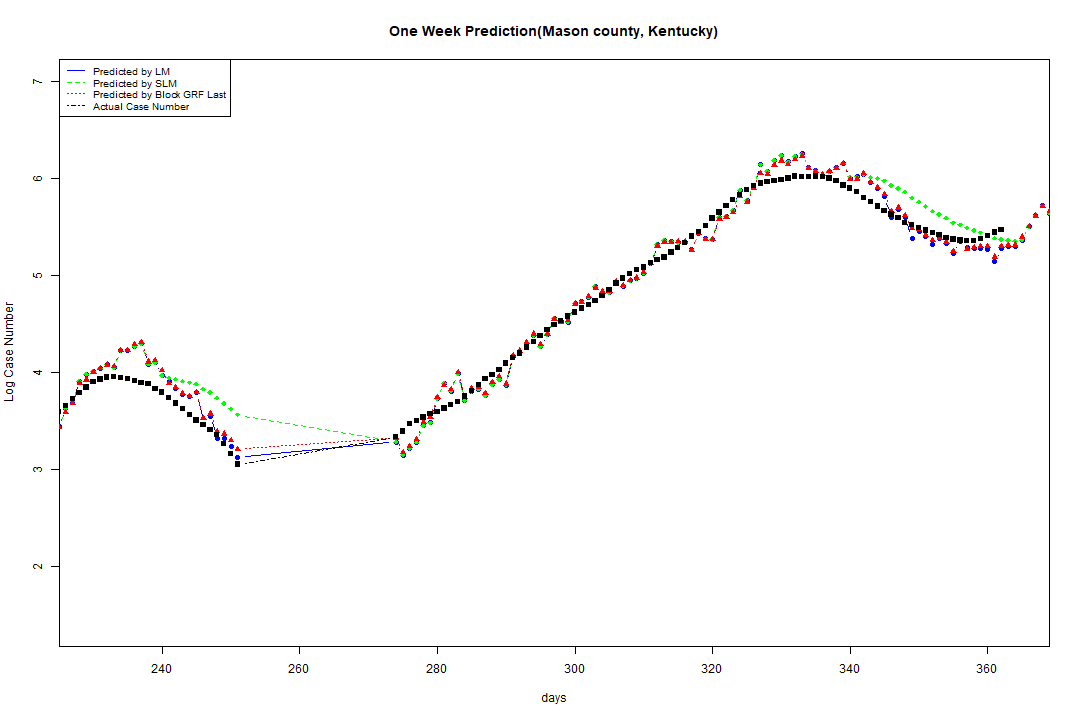 One Week Prediction(Mason county, Kentucky)
Predicted by LM
Predicted by SLM
Predicted by Block GRF Last
Actual Case Number
7
6
5
4
3
2
Log Case Number
240 260 280 300 320 340 360
days